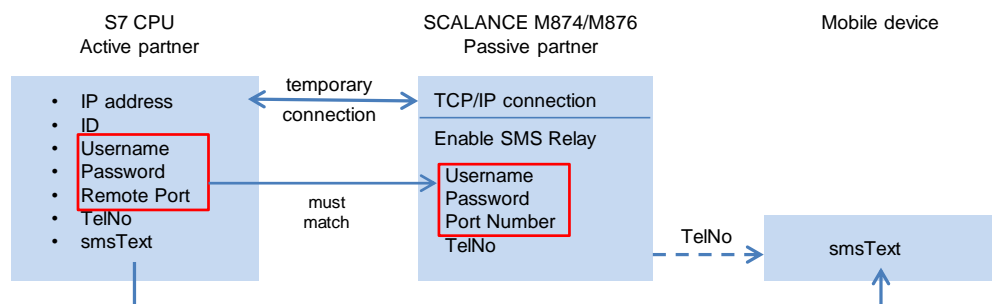 S7 CPU
Active partner
SCALANCE M874/M876
Passive partner
Mobile device
• IP address
• ID
• Username
• Password
• Remote Port
• TelNo
• smsText
temporary
connection
must
match
TCP/IP connection
Enable SMS Relay
Username
Password
Port Number
TelNo
TelNo
smsText